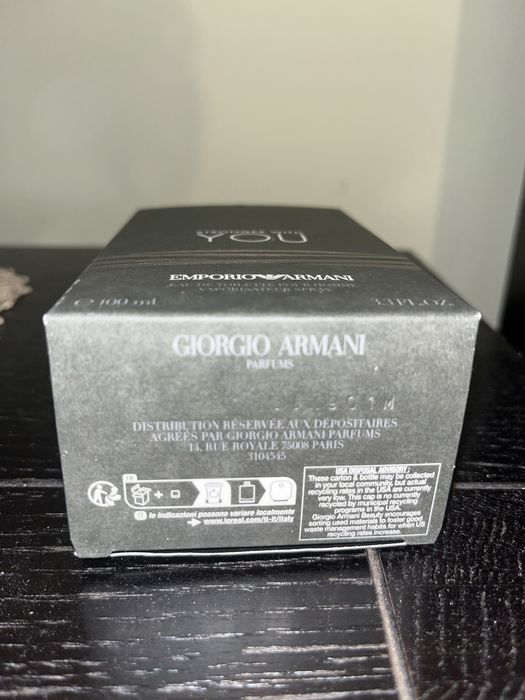 STRONGER WITH
YOU
EMPORIO ARMANI
EAU DE TOILETTE POUR HOMME
VAPORISATEUR SPRAY
℮ 100 ml
3.3 FL.OZ.
GIORGIO ARMANI
PARFUMS
DISTRIBUTION RÉSERVÉE AUX DÉPOSITAIRES
AGRÉÉS PAR GIORGIO ARMANI PARFUMS
14, RUE ROYALE 75008 PARIS
3104545
le indicazioni possono variare localmente
www.loreal.com/it-it/italy
USA DISPOSAL ADVISORY:
These carton & bottle may be collected
in your local community, but actual
recycling rates in the USA are currently
very low. This cap is no currently
recycled by municipal recycling
programs in the USA.
Giorgio Armani Beauty encourages
sorting used materials to foster good
waste management habits for when US
recycling rates increase.